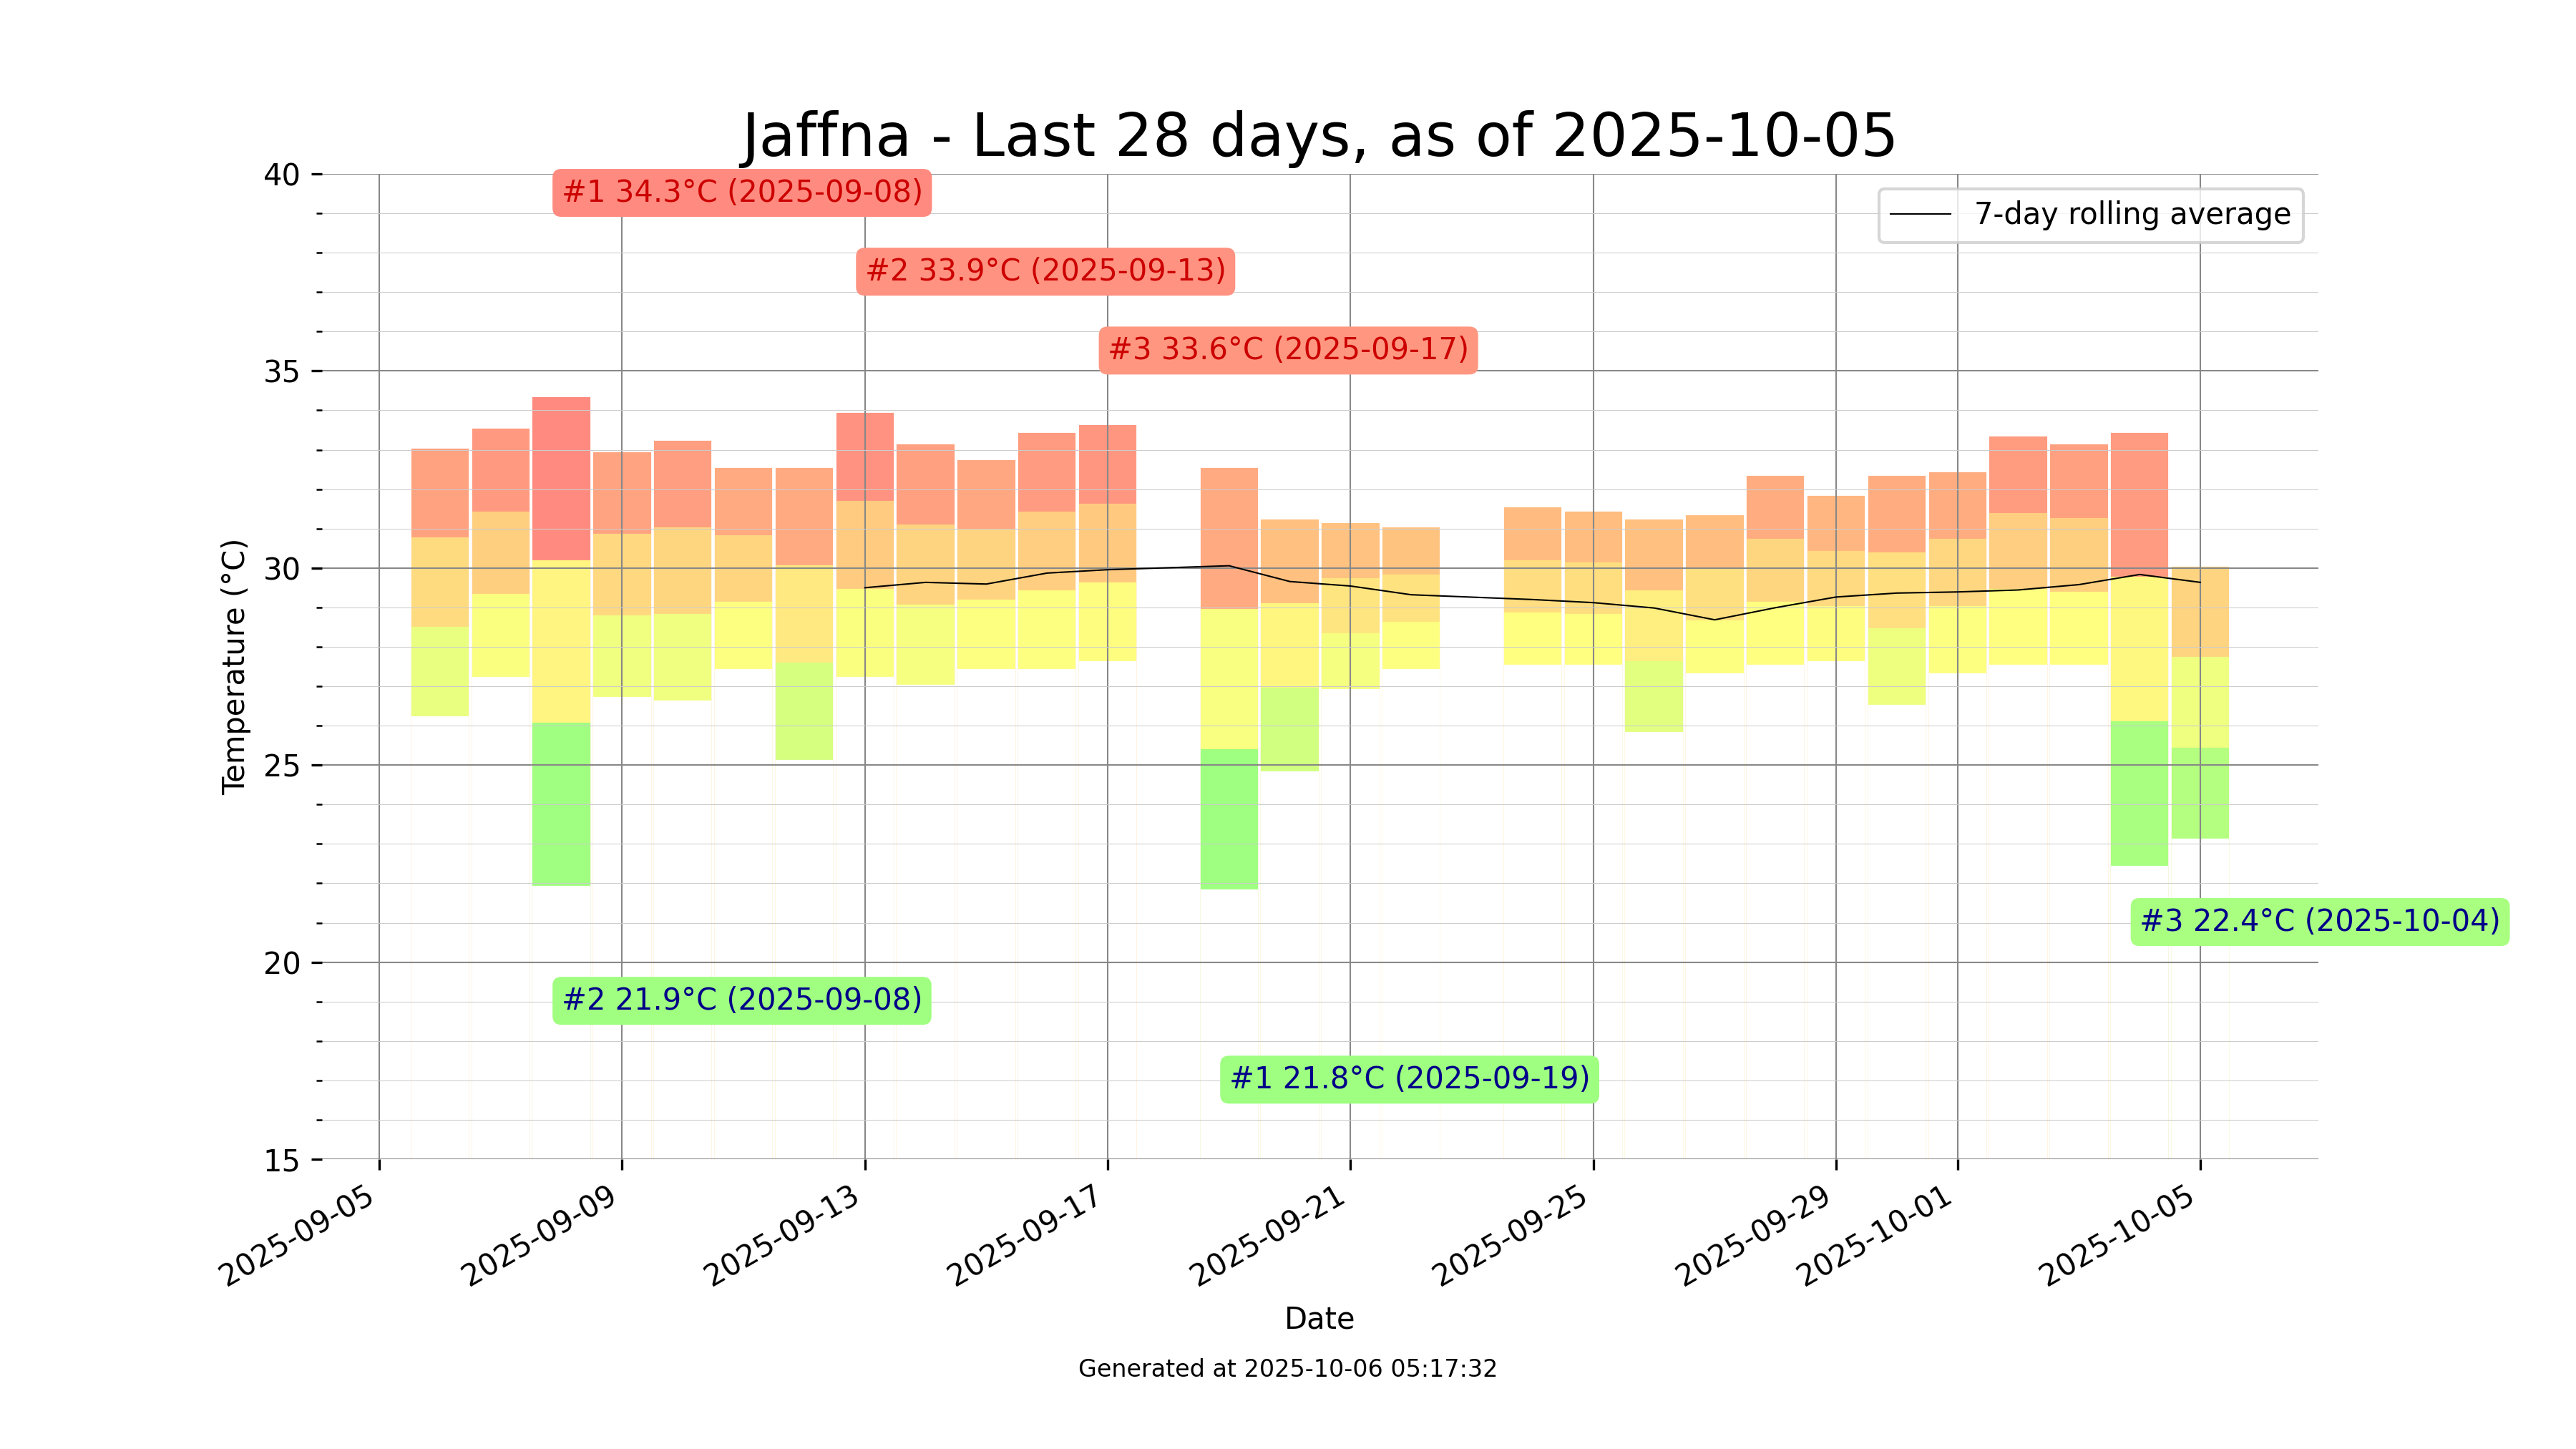 Jaffna - Last 28 days, as of 2025-10-05
40
#1 34.3°C (2025-09-08)
7-day rolling average
#2 33.9°C (2025-09-13)
#3 33.6°C (2025-09-17)
35
30
Temperature (°C)
25
#3 22.4°C (2025-10-04)
20
#2 21.9°C (2025-09-08)
#1 21.8°C (2025-09-19)
15
2025-09-05
2025-09-09
2025-09-13
2025-09-17
2025-09-21
2025-09-25
2025-09-29
2025-10-01
2025-10-05
Date
Generated at 2025-10-06 05:17:32